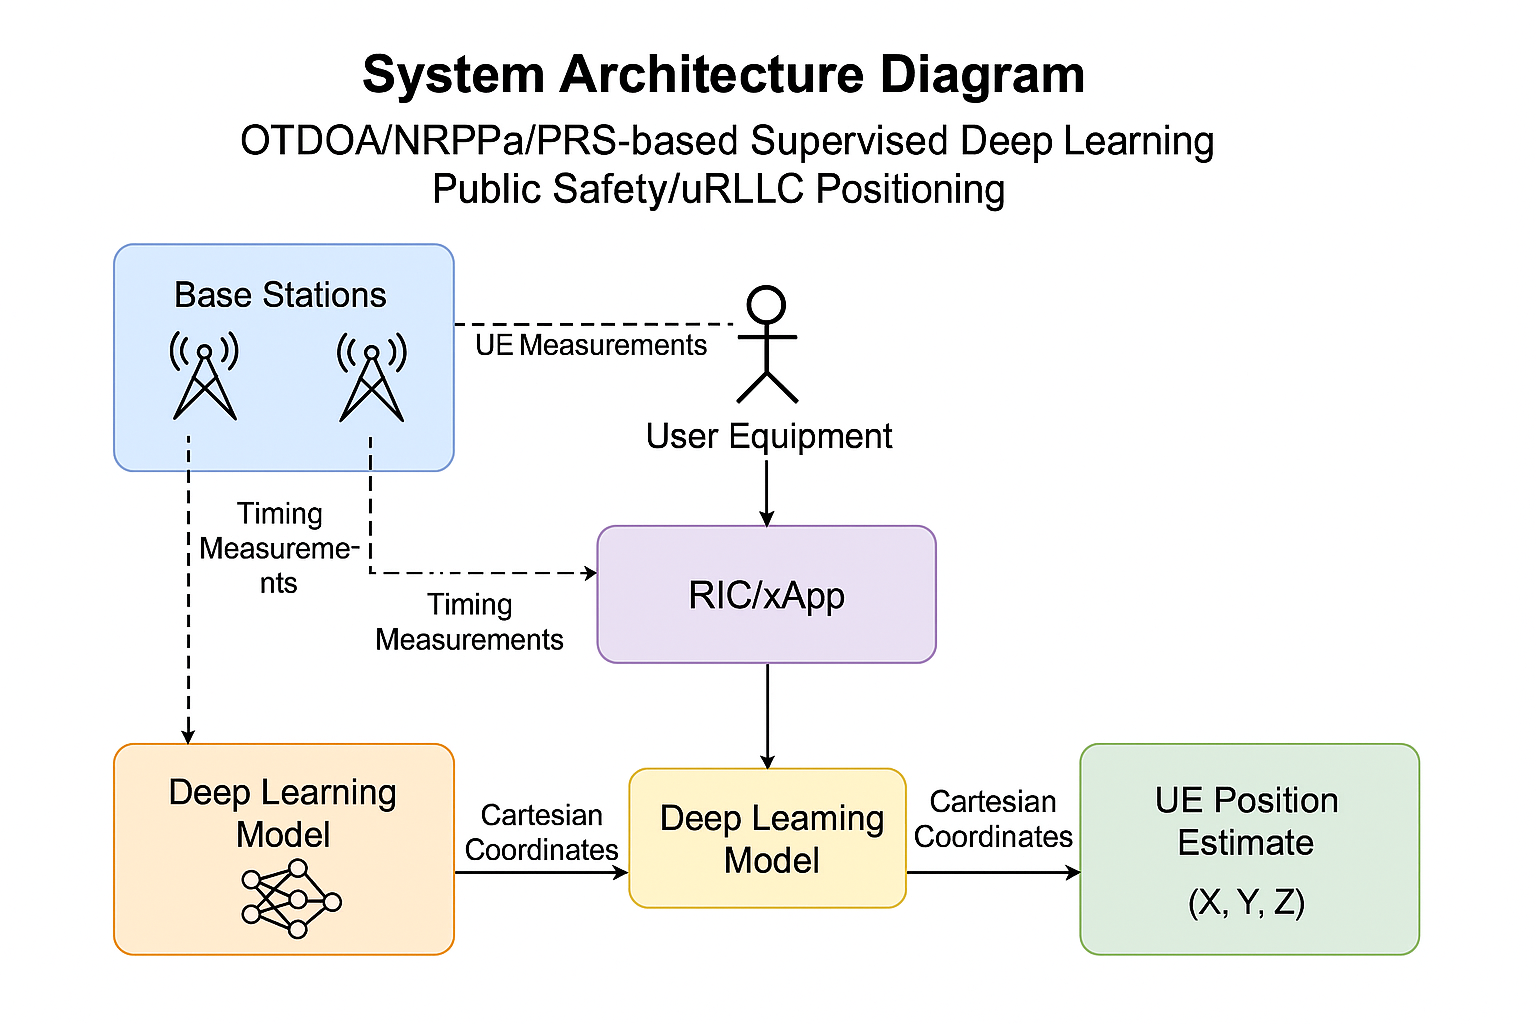 System Architecture Diagram
OTDOA/NRPPa/PRS-based Supervised Deep Learning
Public Safety/uRLLC Positioning
Base Stations
UE Measurements
User Equipment
Timing
Measureme-
nts
Timing
Measurements
RIC/xApp
Deep Learning
Model
Cartesian
Coordinates
Deep Leaming
Model
Cartesian
Coordinates
UE Position
Estimate
(X, Y, Z)